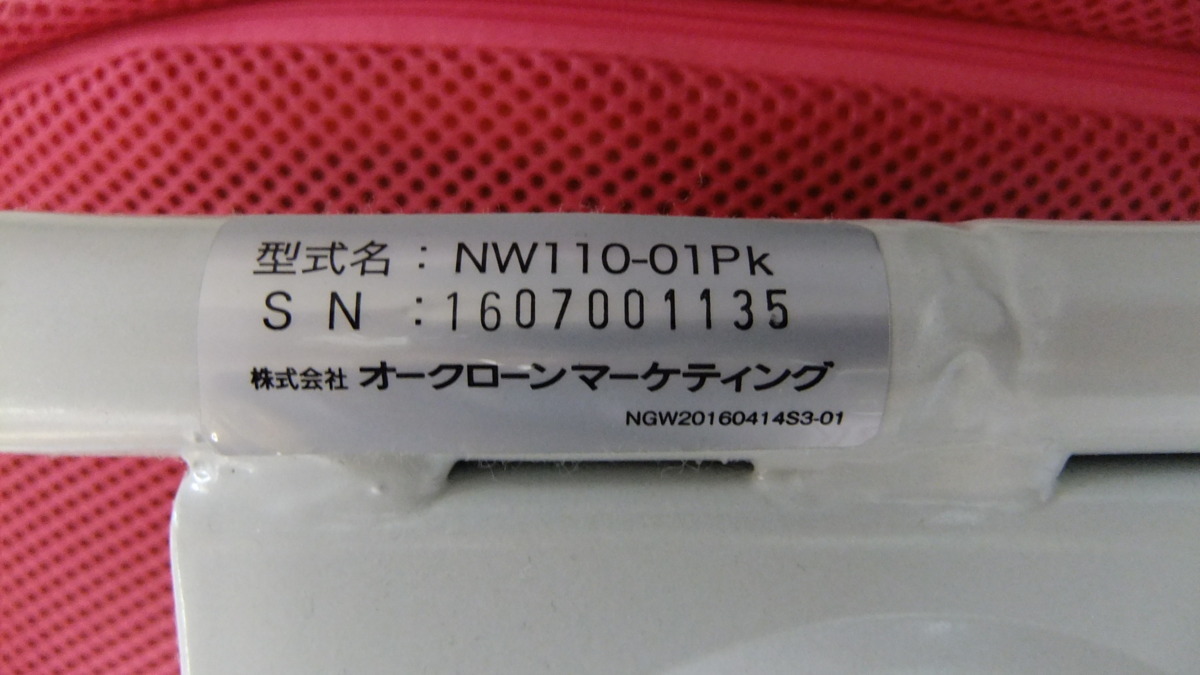 型式名：NW110-01Pk
SN：1607001135
株式会社 オークローンマーケティング
NGW20160414S3-01